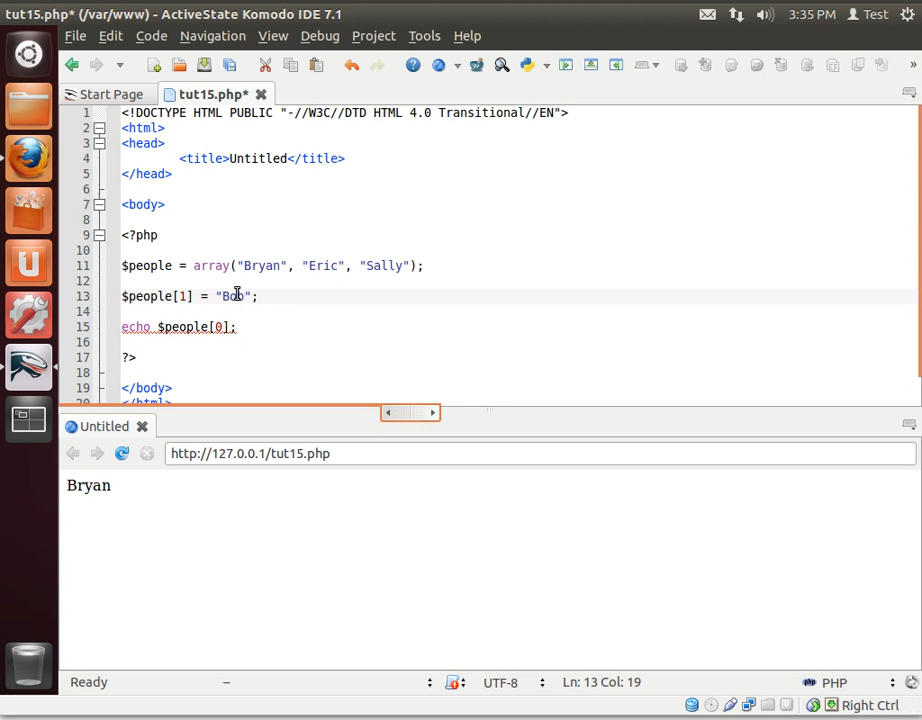 tut15.php* (/var/www) - ActiveState Komodo IDE 7.1
3:35 PM Test
File Edit Code Navigation View Debug Project Tools Help
Start Page tut15.php*
1 <!DOCTYPE HTML PUBLIC "-//W3C//DTD HTML 4.0 Transitional//EN">
2 <html>
3 <head>
4 <title>Untitled</title>
5 </head>
6
7 <body>
8
9 <?php
10
11 $people = array("Bryan", "Eric", "Sally");
12
13 $people[1] = "Bob";
14
15 echo $people[0];
16
17 ?>
18
19 </body>
20 </html>
Untitled
http://127.0.0.1/tut15.php
Bryan
Ready – UTF-8 Ln: 13 Col: 19 PHP
Right Ctrl